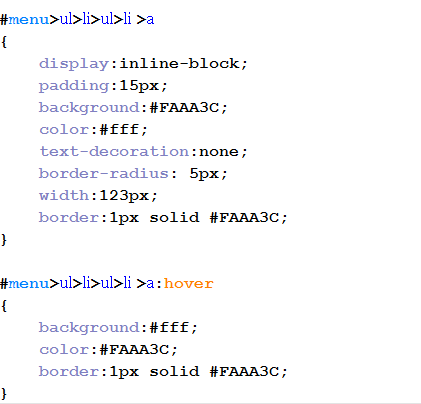 #menu>ul>li>ul>li >a
{
display:inline-block;
padding:15px;
background:#FAAA3C;
color:#fff;
text-decoration:none;
border-radius: 5px;
width:123px;
border:1px solid #FAAA3C;
}
#menu>ul>li>ul>li >a:hover
{
background:#fff;
color:#FAAA3C;
border:1px solid #FAAA3C;
}